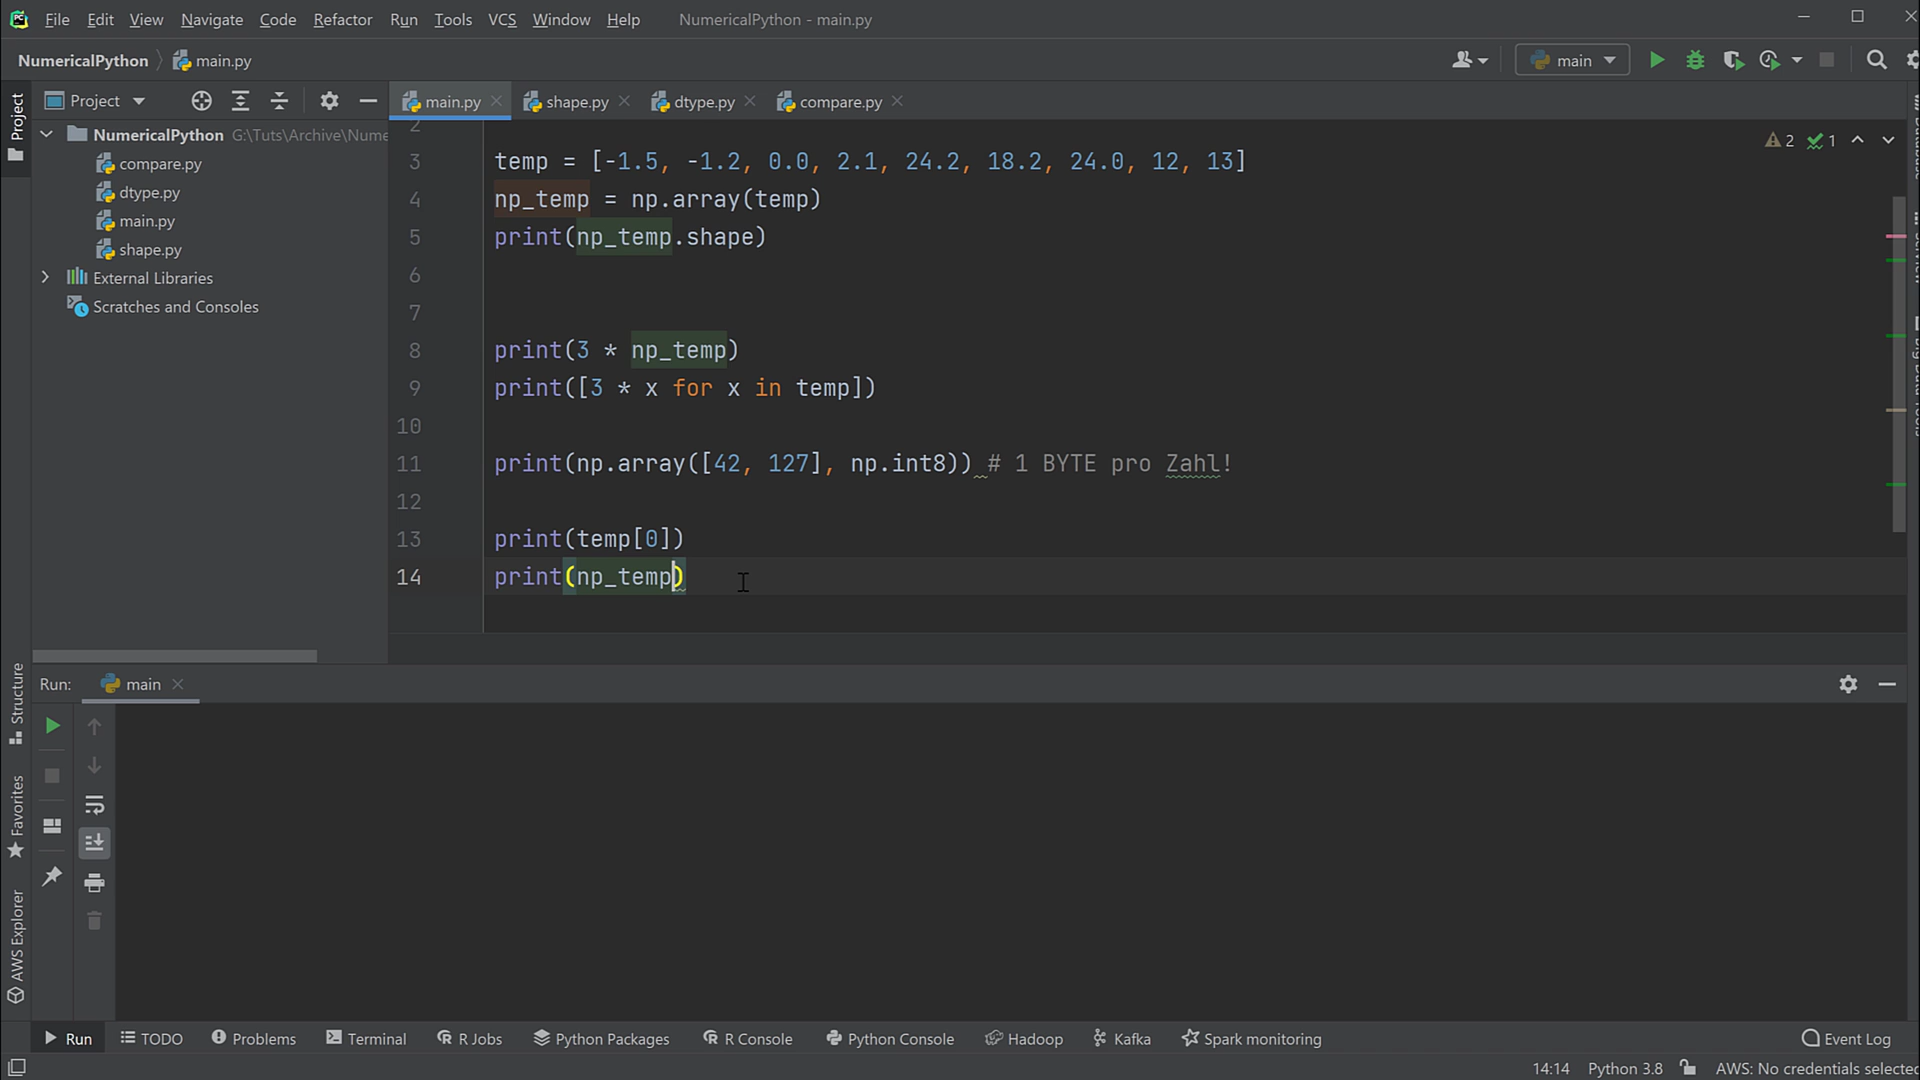 File Edit View Navigate Code Refactor Run Tools VCS Window Help NumericalPython - main.py
NumericalPython main.py main
Project
Project main.py shape.py dtype.py compare.py
NumericalPython G:\Tuts\Archive\Nume
compare.py
dtype.py
main.py
shape.py
External Libraries
Scratches and Consoles
2
3 temp = [-1.5, -1.2, 0.0, 2.1, 24.2, 18.2, 24.0, 12, 13]
4 np_temp = np.array(temp)
5 print(np_temp.shape)
6
7
8 print(3 * np_temp)
9 print([3 * x for x in temp])
10
11 print(np.array([42, 127], np.int8)) # 1 BYTE pro Zahl!
12
13 print(temp[0])
14 print(np_temp)
2 1
Run: main
Structure
Favorites
AWS Explorer
Run TODO Problems Terminal R Jobs Python Packages R Console Python Console Hadoop Kafka Spark monitoring Event Log
14:14 Python 3.8 AWS: No credentials selected